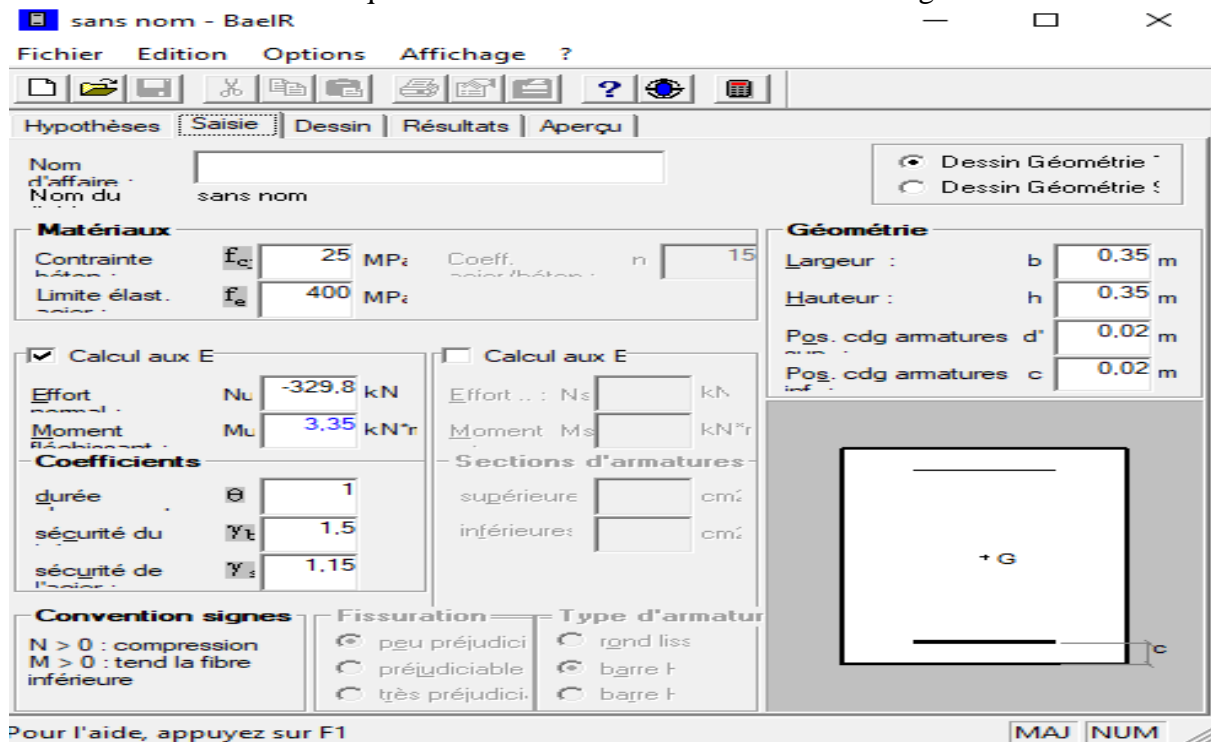 sans nom - BaelR
Fichier Edition Options Affichage ?
Hypothèses Saisie Dessin Résultats Aperçu
Nom
d'affaire :
Nom du sans nom
Dessin Géométrie
Dessin Géométrie
Matériaux
Contrainte 25 MPa
Coeff. n 15
Limite élast. fe 400 MPa
Géométrie
Largeur : b 0.35 m
Hauteur : h 0.35 m
Pos. cdg armatures d' 0.02 m
Pos. cdg armatures c 0.02 m
Calcul aux E
Effort Nu -329,8 kN
Moment Mu 3,35 kN*m
Calcul aux E
Effort .. : Ns kN
Moment Ms kN*m
Coefficients
durée θ 1
sécurité du 1.5
sécurité de 1.15
Sections d'armatures
supérieure cm2
inférieures cm2
Convention signes
N > 0 : compression
M > 0 : tend la fibre
inférieure
Fissuration
peu préjudici
préjudiciable
très préjudici
Type d'armatur
rond liss
barre H
barre H
+ G
c
Pour l'aide, appuyez sur F1
MAJ NUM